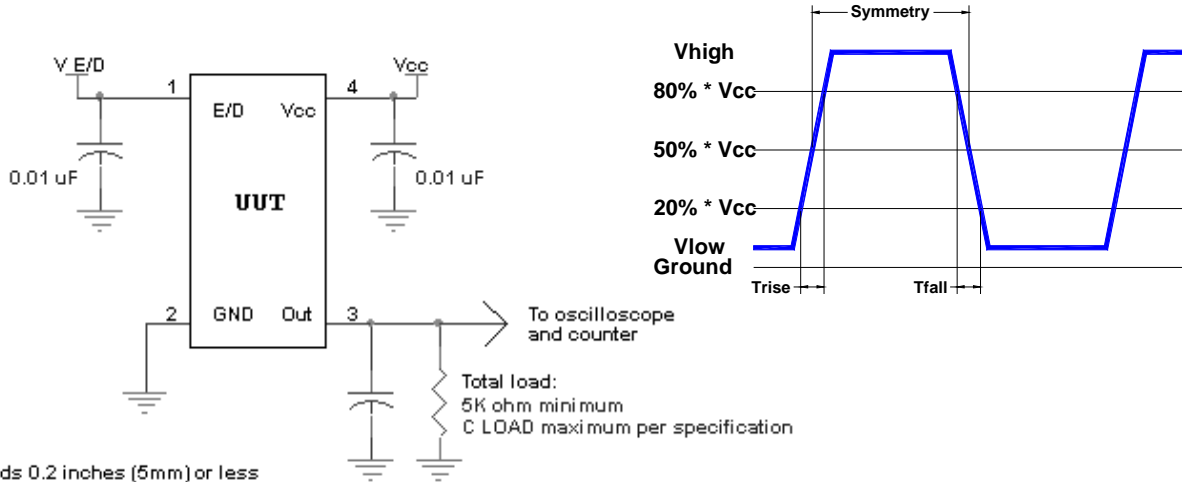 V E/D
1
4
Vcc
E/D
Vcc
0.01 uF
0.01 uF
UUT
2
GND
Out
3
To oscilloscope
and counter
Total load:
5K ohm minimum
C LOAD maximum per specification
ds 0.2 inches (5mm) or less
Symmetry
Vhigh
80% * Vcc
50% * Vcc
20% * Vcc
Vlow
Ground
Trise
Tfall